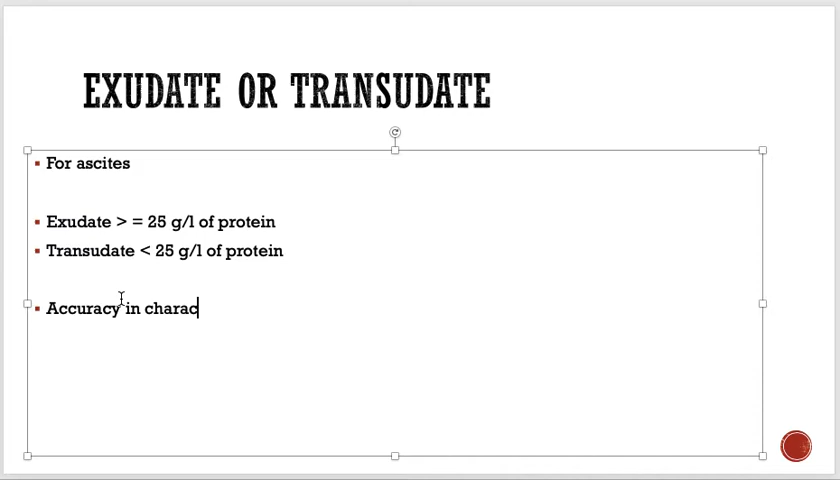 EXUDATE OR TRANSUDATE
For ascites
Exudate > = 25 g/l of protein
Transudate < 25 g/l of protein
Accuracy in charac